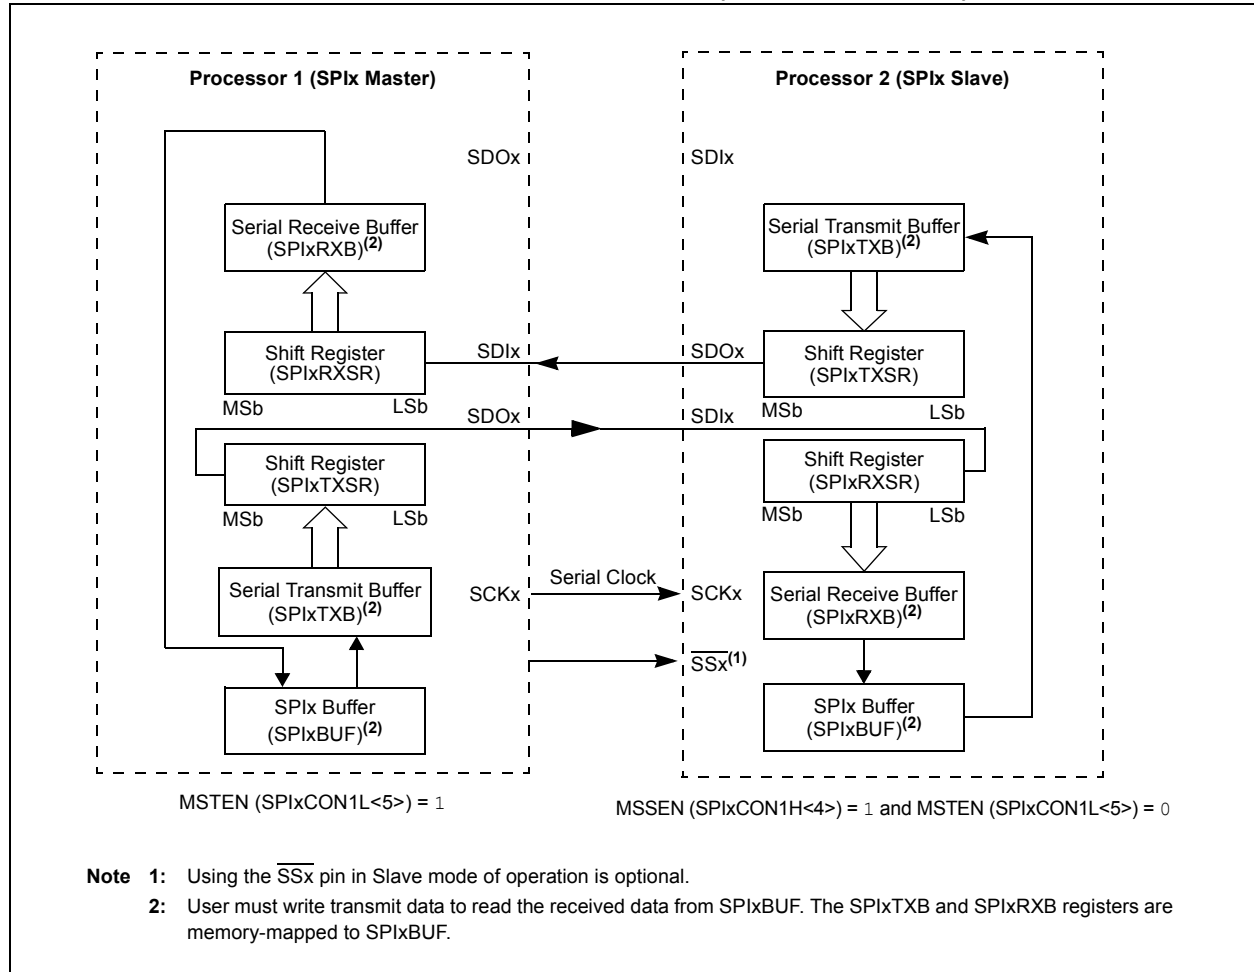 Processor 1 (SPIx Master)
SDOx
Serial Receive Buffer
(SPIxRXB)(2)
Shift Register
(SPIxRXSR)
SDIx
MSb
LSb
SDOx
Shift Register
(SPIxTXSR)
MSb
LSb
Serial Transmit Buffer
(SPIxTXB)(2)
SCKx
Serial Clock
SPIx Buffer
(SPIxBUF)(2)
MSTEN (SPIxCON1L<5>) = 1
Processor 2 (SPIx Slave)
SDIx
Serial Transmit Buffer
(SPIxTXB)(2)
SDOx
Shift Register
(SPIxTXSR)
MSb
LSb
SDIx
Shift Register
(SPIxRXSR)
MSb
LSb
SCKx
Serial Receive Buffer
(SPIxRXB)(2)
SSx(1)
SPIx Buffer
(SPIxBUF)(2)
MSSEN (SPIxCON1H<4>) = 1 and MSTEN (SPIxCON1L<5>) = 0
Note 1: Using the SSx pin in Slave mode of operation is optional.
2: User must write transmit data to read the received data from SPIxBUF. The SPIxTXB and SPIxRXB registers are
memory-mapped to SPIxBUF.